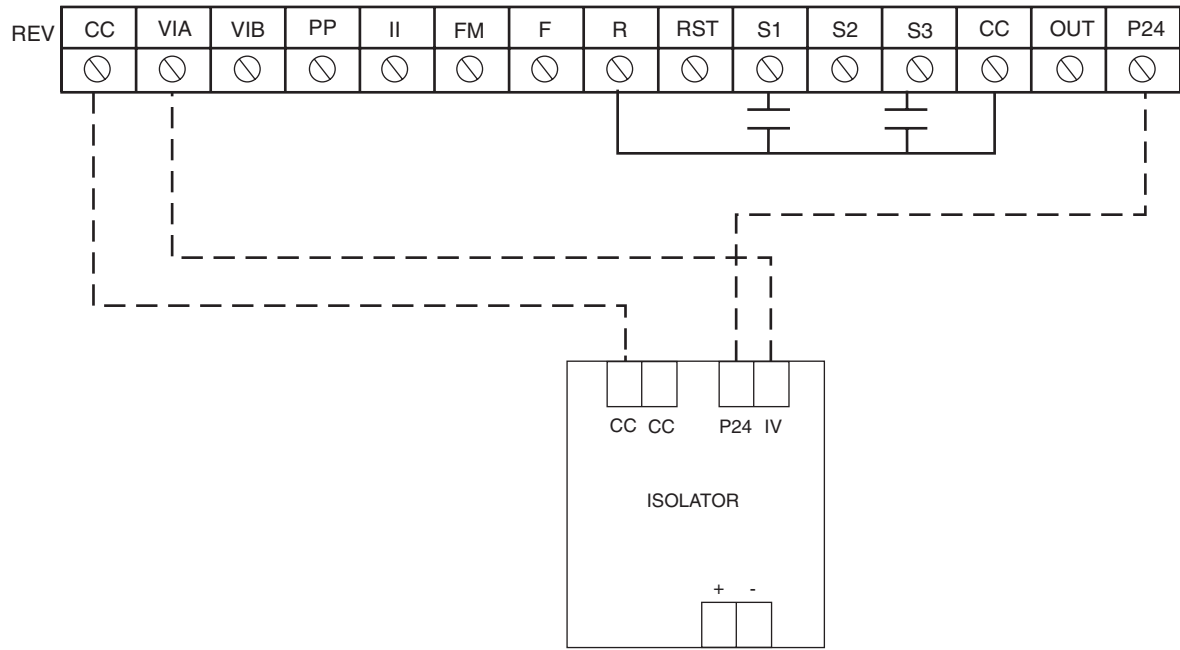 REV CC VIA VIB PP II FM F R RST S1 S2 S3 CC OUT P24
CC CC P24 IV
ISOLATOR
+ -